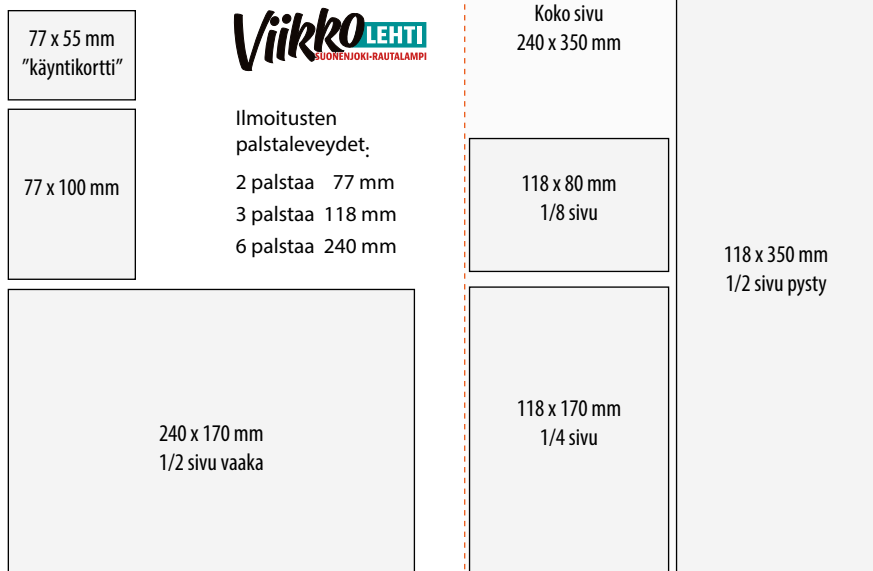 77 x 55 mm
”käyntikortti”
77 x 100 mm
Viikko LEHTI
SUONENJOKI-RAUTALAMPI
Ilmoitusten
palstaleveydet:
2 palstaa 77 mm
3 palstaa 118 mm
6 palstaa 240 mm
240 x 170 mm
1/2 sivu vaaka
Koko sivu
240 x 350 mm
118 x 80 mm
1/8 sivu
118 x 170 mm
1/4 sivu
118 x 350 mm
1/2 sivu pysty